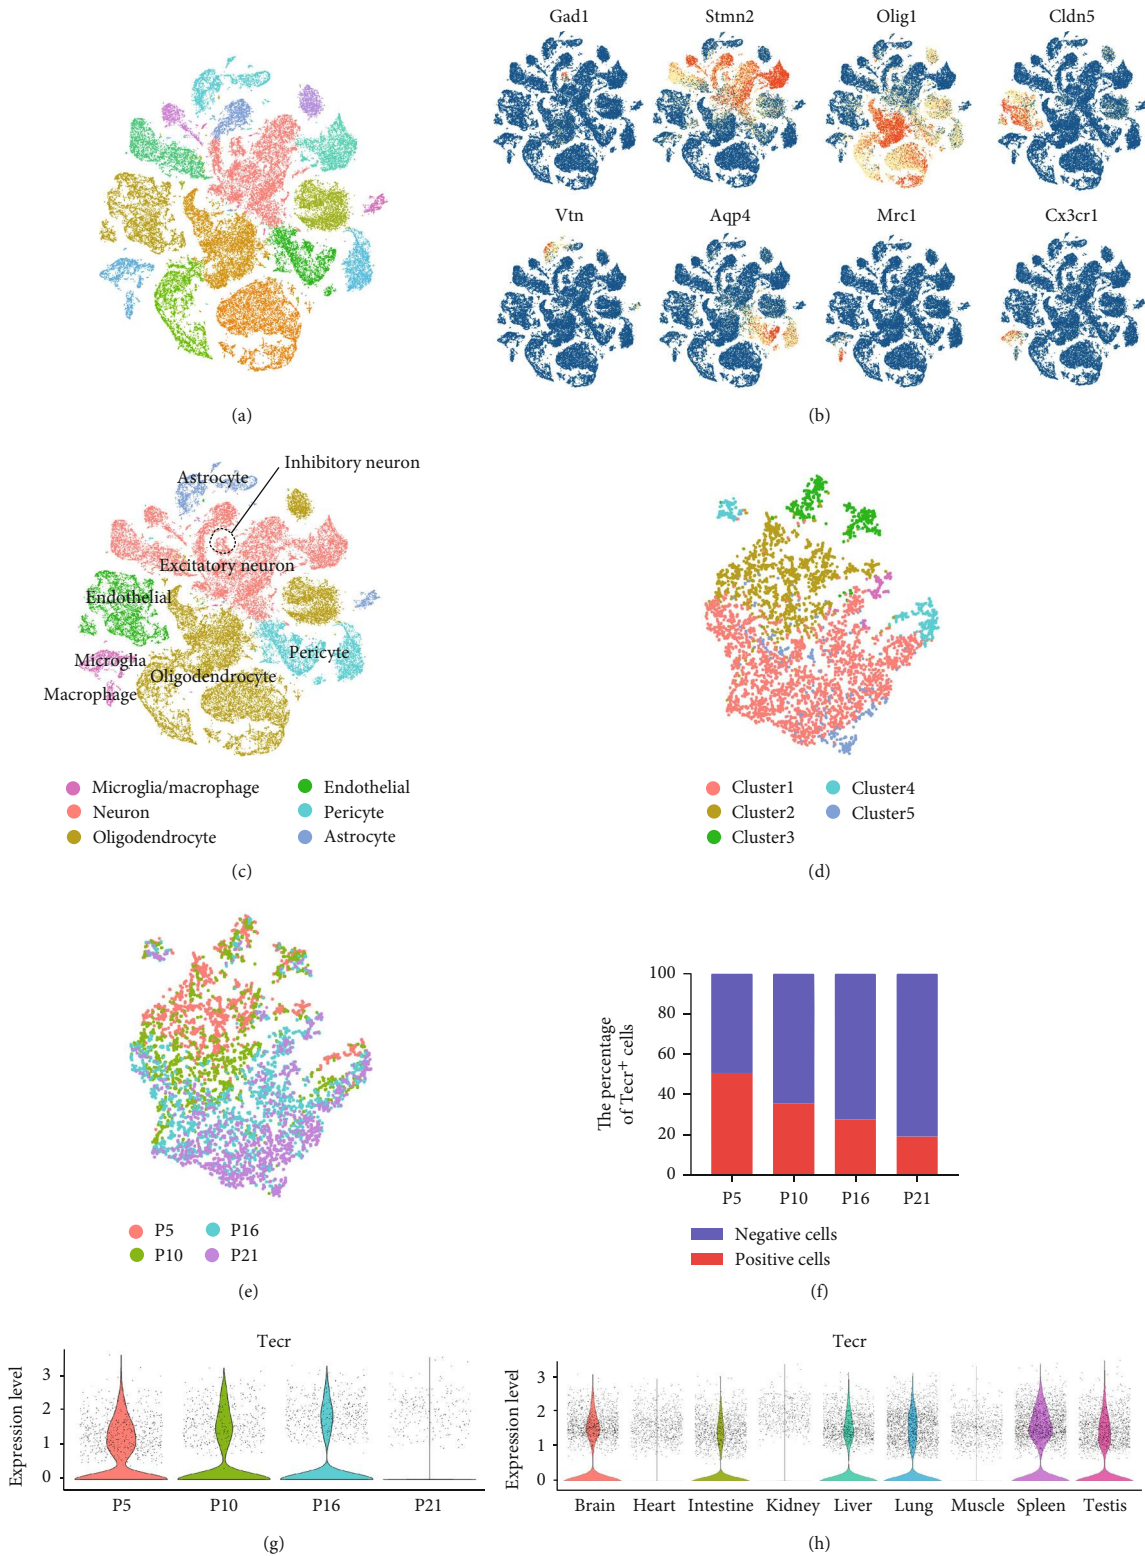 Gad1 Stmn2 Olig1 Cldn5
Vtn Aqp4 Mrc1 Cx3cr1
(a)
(b)
Inhibitory neuron
Astrocyte
Excitatory neuron
Endothelial
Microglia
Pericyte
Oligodendrocyte
Macrophage
Microglia/macrophage
Neuron
Oligodendrocyte
Endothelial
Pericyte
Astrocyte
(c)
Cluster1
Cluster2
Cluster3
Cluster4
Cluster5
(d)
P5
P10
P16
P21
(e)
The percentage
of Tecr+ cells
100
80
60
40
20
0
P5 P10 P16 P21
Negative cells
Positive cells
(f)
Tecr
Expression level
3
2
1
0
P5 P10 P16 P21
(g)
Tecr
Expression level
3
2
1
0
Brain Heart Intestine Kidney Liver Lung Muscle Spleen Testis
(h)